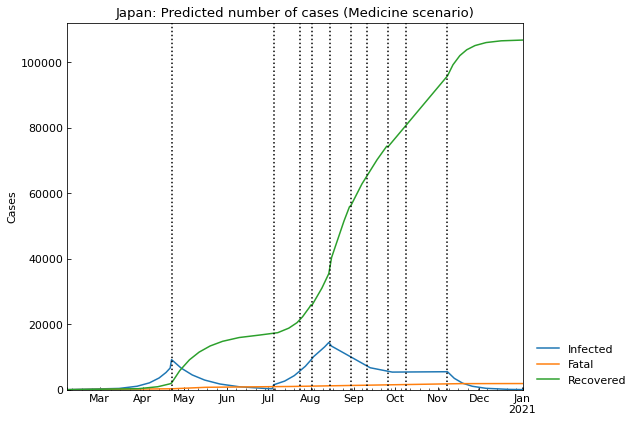 Japan: Predicted number of cases (Medicine scenario)
100000
80000
60000
40000
20000
0
Cases
Mar Apr May Jun Jul Aug Sep Oct Nov Dec Jan
2021
Infected
Fatal
Recovered